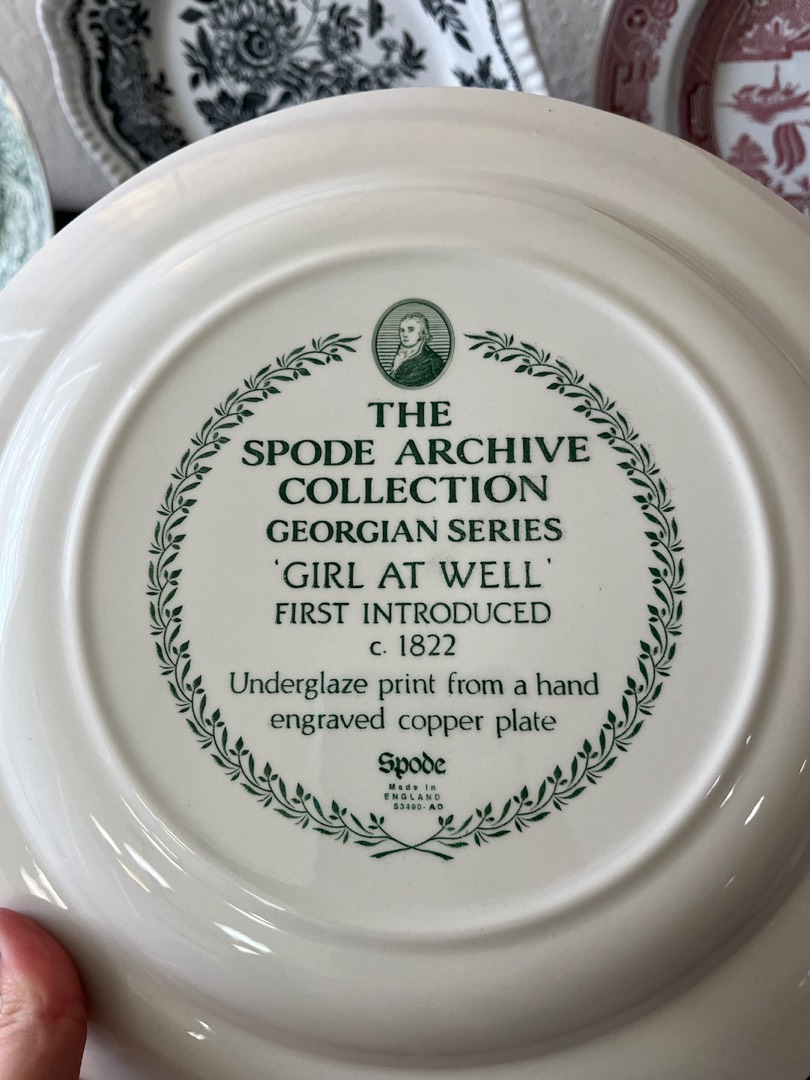 THE
SPODE ARCHIVE
COLLECTION
GEORGIAN SERIES
'GIRL AT WELL'
FIRST INTRODUCED
c. 1822
Underglaze print from a hand
engraved copper plate
Spode
Made in
ENGLAND
S3490-AD